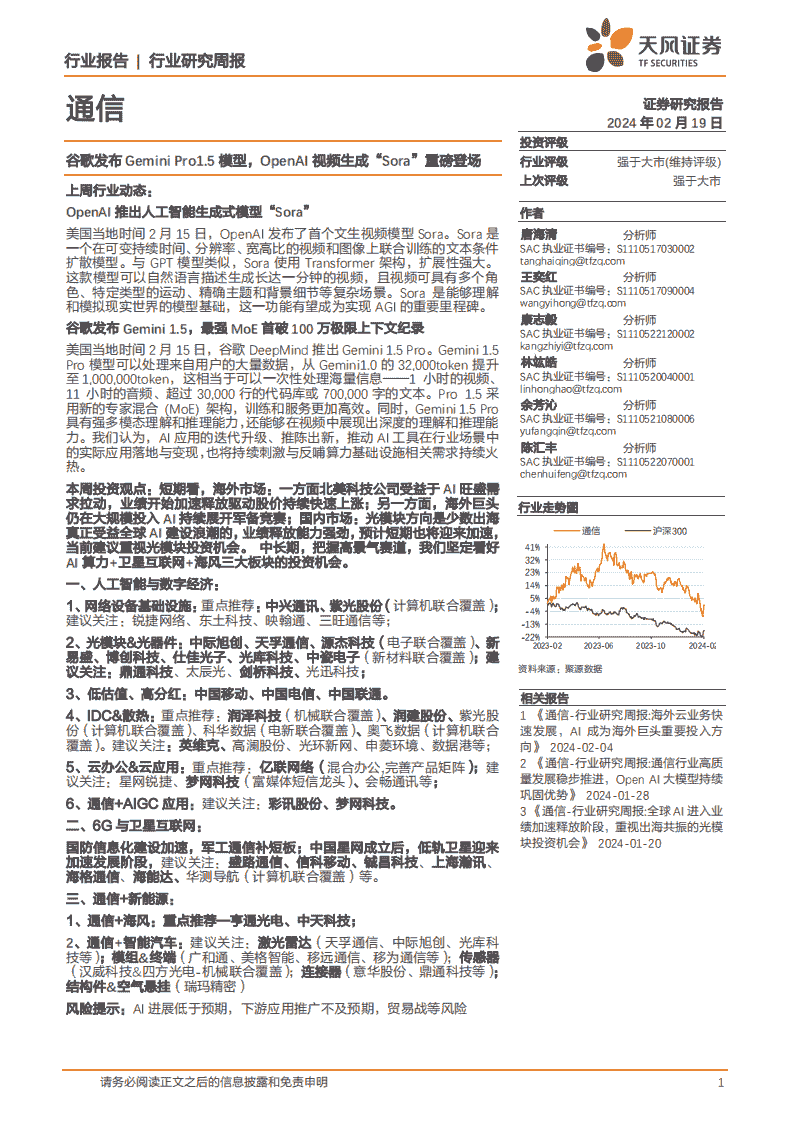 行业报告 | 行业研究周报
天风证券
TF SECURITIES
通信
证券研究报告
2024 年 02 月 19 日
谷歌发布 Gemini Pro1.5 模型，OpenAI 视频生成“Sora”重磅登场
上周行业动态：
OpenAI 推出人工智能生成式模型“Sora”
美国当地时间 2 月 15 日，OpenAI 发布了首个文生视频模型 Sora。Sora 是
一个在可变持续时间、分辨率、宽高比的视频和图像上联合训练的文本条件
扩散模型。与 GPT 模型类似，Sora 使用 Transformer 架构，扩展性强大。
这款模型可以自然语言描述生成长达一分钟的视频，且视频可具有多个角
色、特定类型的运动、精确主题和背景细节等复杂场景。Sora 是能够理解
和模拟现实世界的模型基础，这一功能有望成为实现 AGI 的重要里程碑。
谷歌发布 Gemini 1.5，最强 MoE 首破 100 万极限上下文纪录
美国当地时间 2 月 15 日，谷歌 DeepMind 推出 Gemini 1.5 Pro。Gemini 1.5
Pro 模型可以处理来自用户的大量数据，从 Gemini1.0 的 32,000token 提升
至 1,000,000token，这相当于可以一次性处理海量信息——1 小时的视频、
11 小时的音频、超过 30,000 行的代码库或 700,000 字的文本。Pro 1.5 采
用新的专家混合 (MoE) 架构，训练和服务更加高效。同时，Gemini 1.5 Pro
具有强多模态理解和推理能力，还能够在视频中展现出深度的理解和推理能
力。我们认为，AI 应用的迭代升级、推陈出新，推动 AI 工具在行业场景中
的实际应用落地与变现，也将持续刺激与反哺算力基础设施相关需求持续火
热。
本周投资观点：短期看，海外市场：一方面北美科技公司受益于 AI 旺盛需
求拉动，业绩开始加速释放驱动股价持续快速上涨；另一方面，海外巨头
仍在大规模投入 AI 持续展开军备竞赛；国内市场：光模块方向是少数出海
真正受益全球 AI 建设浪潮的，业绩释放能力强劲，预计短期也将迎来加速，
当前建议重视光模块投资机会。 中长期，把握高景气赛道，我们坚定看好
AI 算力+卫星互联网+海风三大板块的投资机会。
一、人工智能与数字经济：
1、网络设备基础设施：重点推荐：中兴通讯、紫光股份（计算机联合覆盖）；
建议关注：锐捷网络、东土科技、映翰通、三旺通信等；
2、光模块&光器件：中际旭创、天孚通信、源杰科技（电子联合覆盖）、新
易盛、博创科技、仕佳光子、光库科技、中瓷电子（新材料联合覆盖）；建
议关注：鼎通科技、太辰光、剑桥科技、光迅科技；
3、低估值、高分红：中国移动、中国电信、中国联通。
4、IDC&散热：重点推荐：润泽科技（机械联合覆盖）、润建股份、紫光股
份（计算机联合覆盖）、科华数据（电新联合覆盖）、奥飞数据（计算机联合
覆盖）。建议关注：英维克、高澜股份、光环新网、申菱环境、数据港等；
5、云办公&云应用：重点推荐：亿联网络（混合办公,完善产品矩阵）；建
议关注：星网锐捷、梦网科技（富媒体短信龙头）、会畅通讯等；
6、通信+AIGC 应用：建议关注：彩讯股份、梦网科技。
二、6G 与卫星互联网：
国防信息化建设加速，军工通信补短板；中国星网成立后，低轨卫星迎来
加速发展阶段，建议关注：盛路通信、信科移动、铖昌科技、上海瀚讯、
海格通信、海能达、华测导航（计算机联合覆盖）等。
三、通信+新能源：
1、通信+海风：重点推荐—亨通光电、中天科技；
2、通信+智能汽车：建议关注：激光雷达（天孚通信、中际旭创、光库科
技等）；模组&终端（广和通、美格智能、移远通信、移为通信等）；传感器
（汉威科技&四方光电-机械联合覆盖）；连接器（意华股份、鼎通科技等）；
结构件&空气悬挂（瑞玛精密）
风险提示：AI 进展低于预期，下游应用推广不及预期，贸易战等风险
投资评级
行业评级 强于大市(维持评级)
上次评级 强于大市
作者
唐海清 分析师
SAC 执业证书编号：S1110517030002
tanghaiqing@tfzq.com
王奕红 分析师
SAC 执业证书编号：S1110517090004
wangyihong@tfzq.com
康志毅 分析师
SAC 执业证书编号：S1110522120002
kangzhiyi@tfzq.com
林竑皓 分析师
SAC 执业证书编号：S1110520040001
linhonghao@tfzq.com
余芳沁 分析师
SAC 执业证书编号：S1110521080006
yufangqin@tfzq.com
陈汇丰 分析师
SAC 执业证书编号：S1110522070001
chenhuifeng@tfzq.com
行业走势图
通信 沪深300
41%
32%
23%
14%
5%
-4%
-13%
-22%
2023-02 2023-06 2023-10 2024-02
资料来源：聚源数据
相关报告
1 《通信-行业研究周报:海外云业务快
速发展，AI 成为海外巨头重要投入方
向》 2024-02-04
2 《通信-行业研究周报:通信行业高质
量发展稳步推进，Open AI 大模型持续
巩固优势》 2024-01-28
3 《通信-行业研究周报:全球 AI 进入业
绩加速释放阶段，重视出海共振的光模
块投资机会》 2024-01-20
请务必阅读正文之后的信息披露和免责申明
1